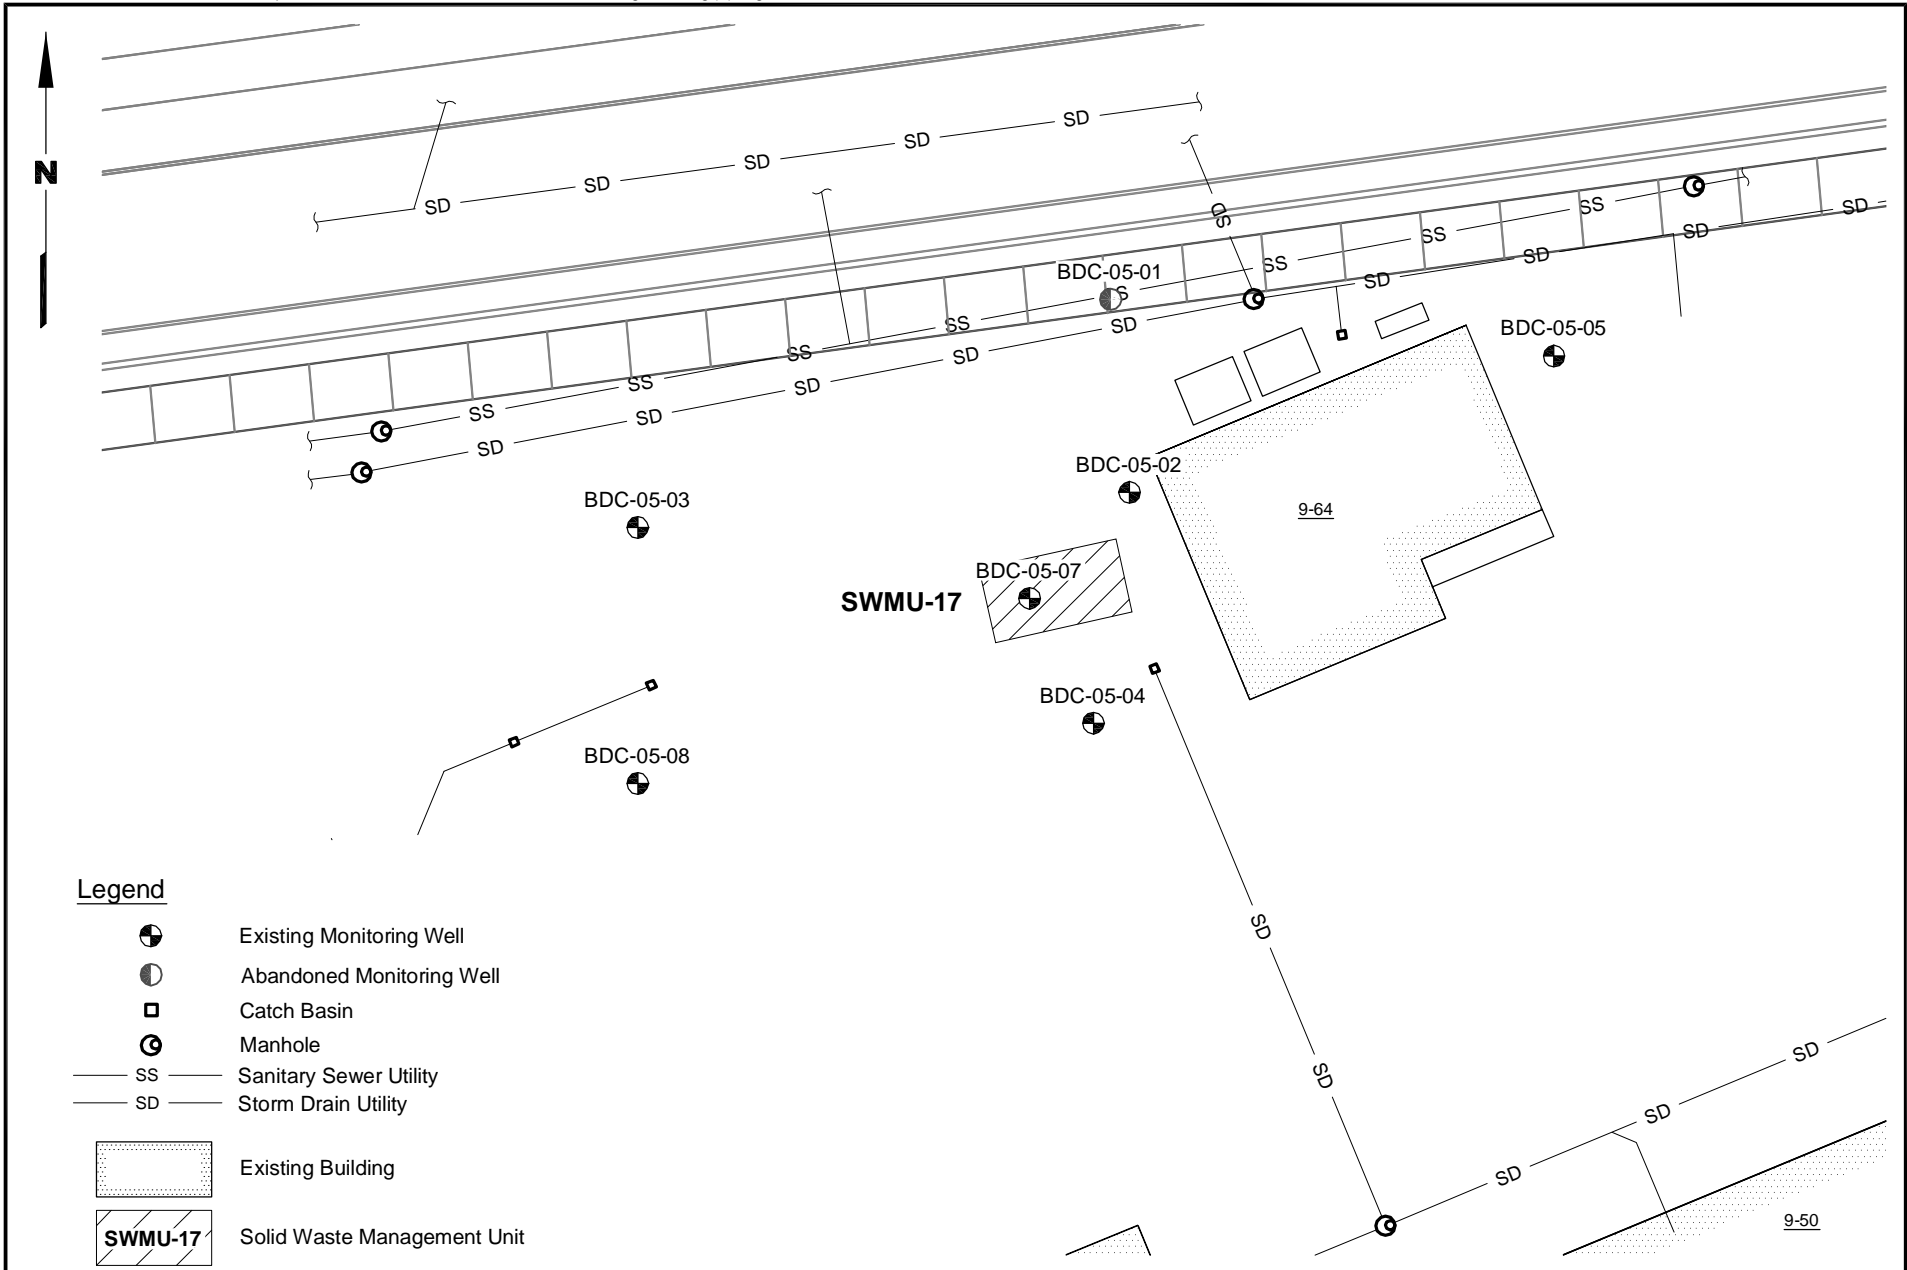 N
SD
SD
SD
SD
SD
SD
BDC-05-01
SS
SS
SS
S
SS
SS
SS
SS
SD
SD
SD
SD
SD
SD
SD
SD
SD
BDC-05-05
BDC-05-02
BDC-05-03
9-64
BDC-05-07
SWMU-17
BDC-05-04
BDC-05-08
SD
SD
SD
SD
SD
9-50
Legend
Existing Monitoring Well
Abandoned Monitoring Well
Catch Basin
Manhole
SS Sanitary Sewer Utility
SD Storm Drain Utility
Existing Building
SWMU-17 Solid Waste Management Unit